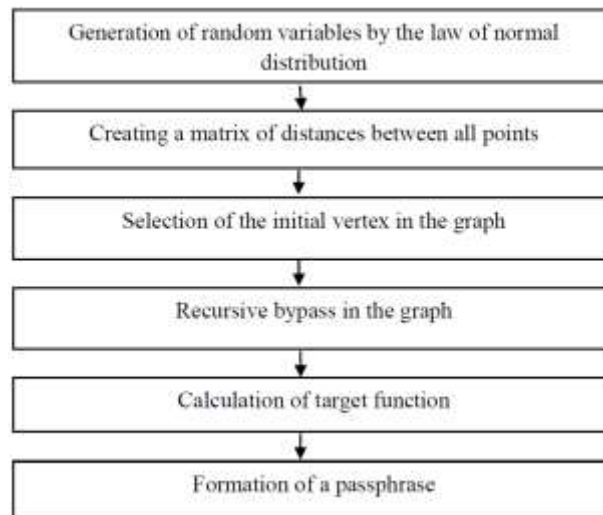 Generation of random variables by the law of normal
distribution
Creating a matrix of distances between all points
Selection of the initial vertex in the graph
Recursive bypass in the graph
Calculation of target function
Formation of a passphrase